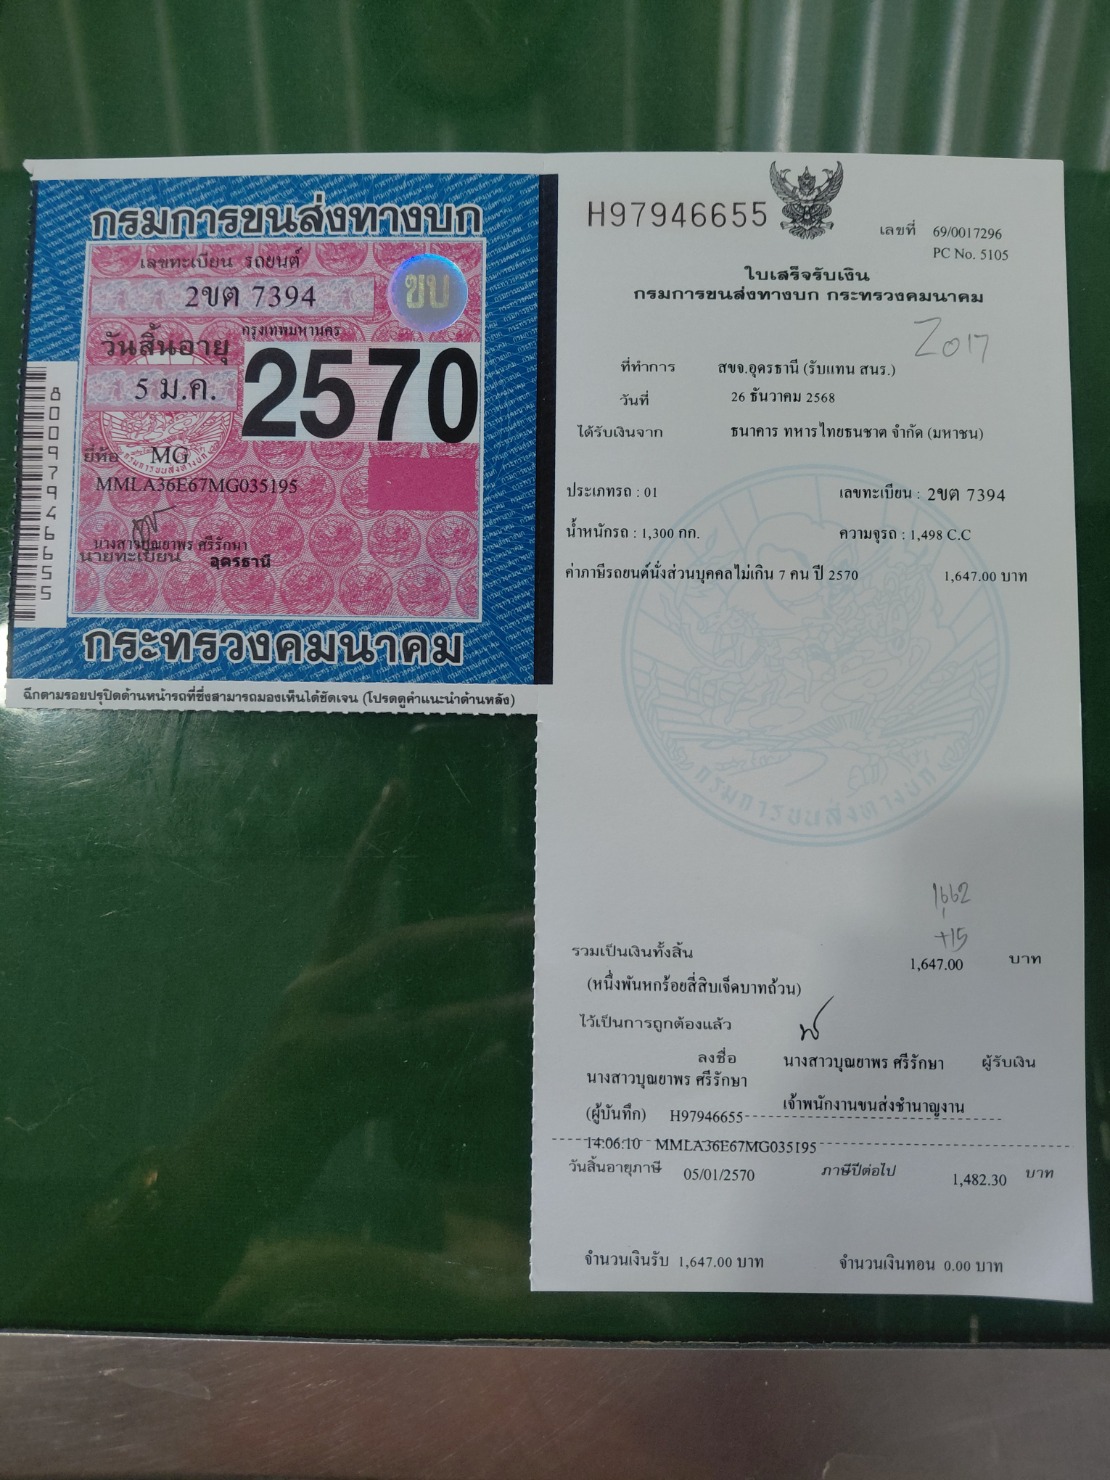 กรมการขนส่งทางบก
เลขทะเบียน รถยนต์
2ขต 7394
ขบ
กรุงเทพมหานคร
วันสิ้นอายุ
5 ม.ค.
2570
ยี่ห้อ MG
MMLA36E67MG035195
นางสาวบุณยาพร ศรีรักษา
นายทะเบียน อุดรธานี
800097946655
กระทรวงคมนาคม
ฉีกตามรอยปรุปิดด้านหน้ารถที่ซึ่งสามารถมองเห็นได้ชัดเจน (โปรดดูคำแนะนำด้านหลัง)
H97946655
เลขที่ 69/0017296
PC No. 5105
ใบเสร็จรับเงิน
กรมการขนส่งทางบก กระทรวงคมนาคม
2017
ที่ทำการ สขจ.อุดรธานี (รับแทน สนร.)
วันที่ 26 ธันวาคม 2568
ได้รับเงินจาก ธนาคาร ทหารไทยธนชาต จำกัด (มหาชน)
ประเภทรถ : 01 เลขทะเบียน : 2ขต 7394
น้ำหนักรถ : 1,300 กก. ความจุรถ : 1,498 C.C
ค่าภาษีรถยนต์นั่งส่วนบุคคลไม่เกิน 7 คน ปี 2570 1,647.00 บาท
กรมการขนส่งทางบก
1662
+15
รวมเป็นเงินทั้งสิ้น 1,647.00 บาท
(หนึ่งพันหกร้อยสี่สิบเจ็ดบาทถ้วน)
ไว้เป็นการถูกต้องแล้ว
ลงชื่อ นางสาวบุณยาพร ศรีรักษา ผู้รับเงิน
นางสาวบุณยาพร ศรีรักษา
เจ้าพนักงานขนส่งชำนาญงาน
(ผู้บันทึก) H97946655
14:06:10 MMLA36E67MG035195
วันสิ้นอายุภาษี 05/01/2570 ภาษีปีต่อไป 1,482.30 บาท
จำนวนเงินรับ 1,647.00 บาท จำนวนเงินทอน 0.00 บาท